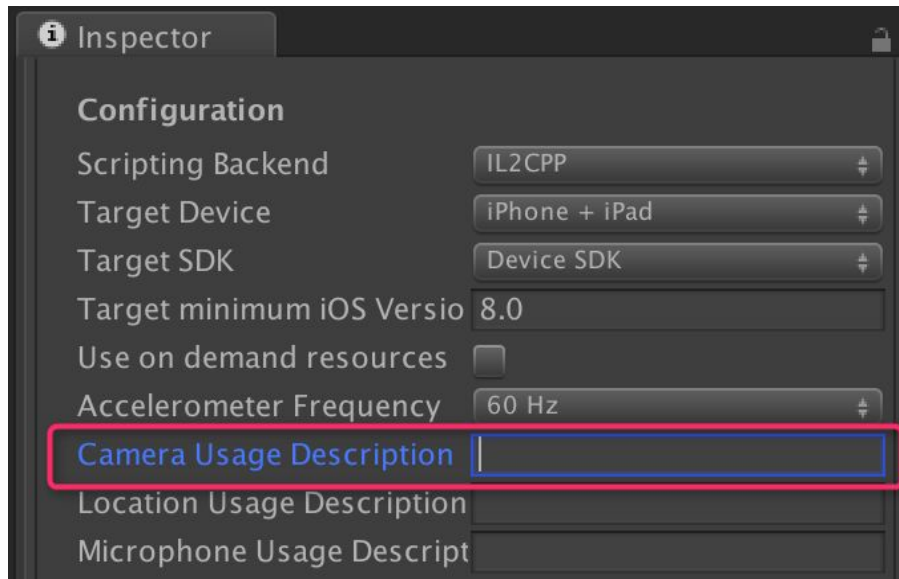 Inspector
Configuration
Scripting Backend IL2CPP
Target Device iPhone + iPad
Target SDK Device SDK
Target minimum iOS Versio 8.0
Use on demand resources
Accelerometer Frequency 60 Hz
Camera Usage Description
Location Usage Description
Microphone Usage Descript